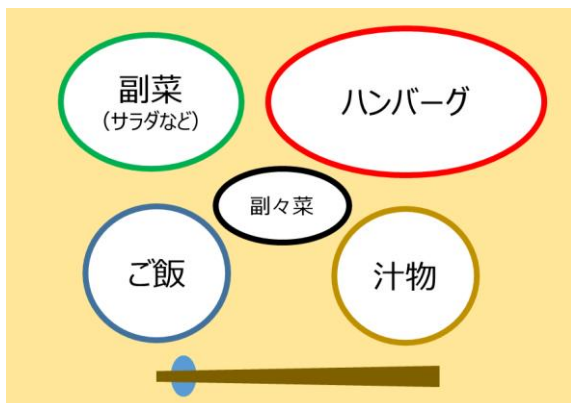 副菜
(サラダなど)
ハンバーグ
副々菜
ご飯
汁物